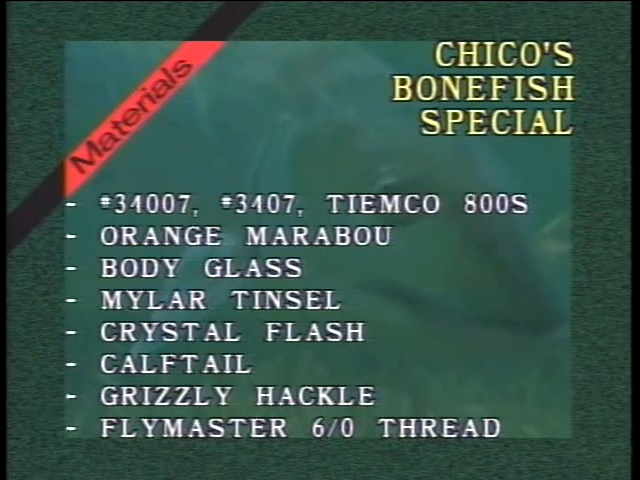 Materials
CHICO'S
BONEFISH
SPECIAL
- #34007, #3407, TIEMCO 800S
- ORANGE MARABOU
- BODY GLASS
- MYLAR TINSEL
- CRYSTAL FLASH
- CALFTAIL
- GRIZZLY HACKLE
- FLYMASTER 6/0 THREAD